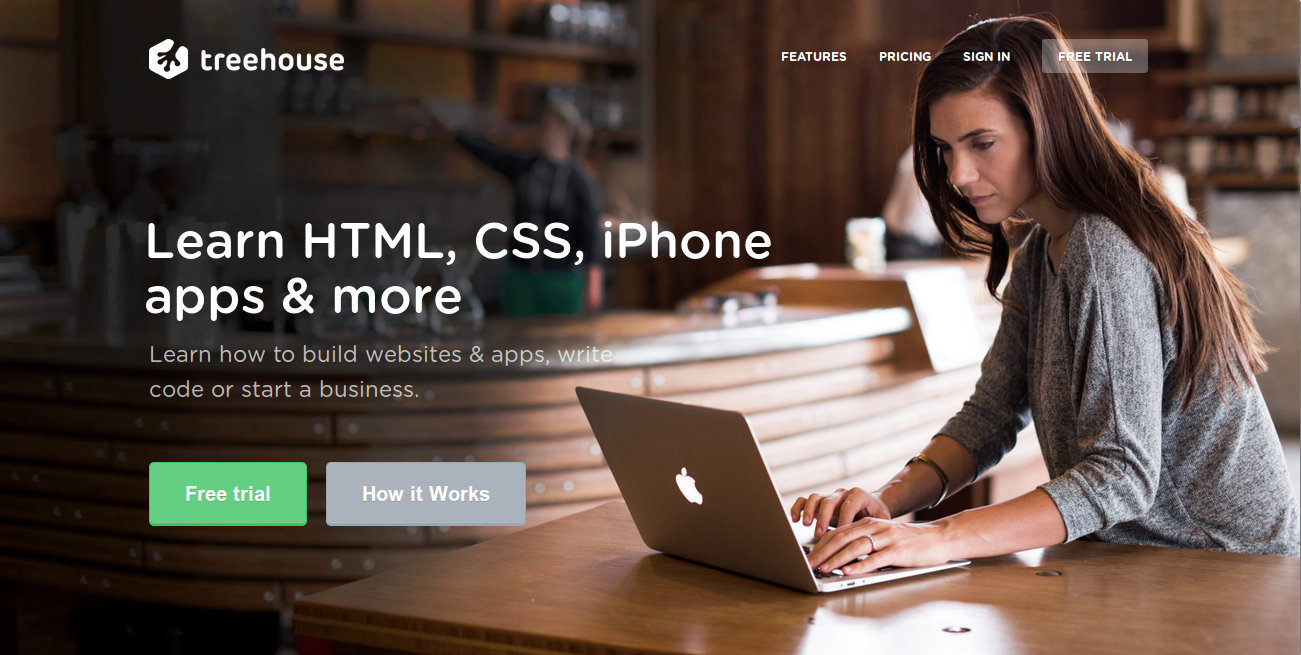 treehouse
FEATURES
PRICING
SIGN IN
FREE TRIAL
Learn HTML, CSS, iPhone
apps & more
Learn how to build websites & apps, write
code or start a business.
Free trial
How it Works